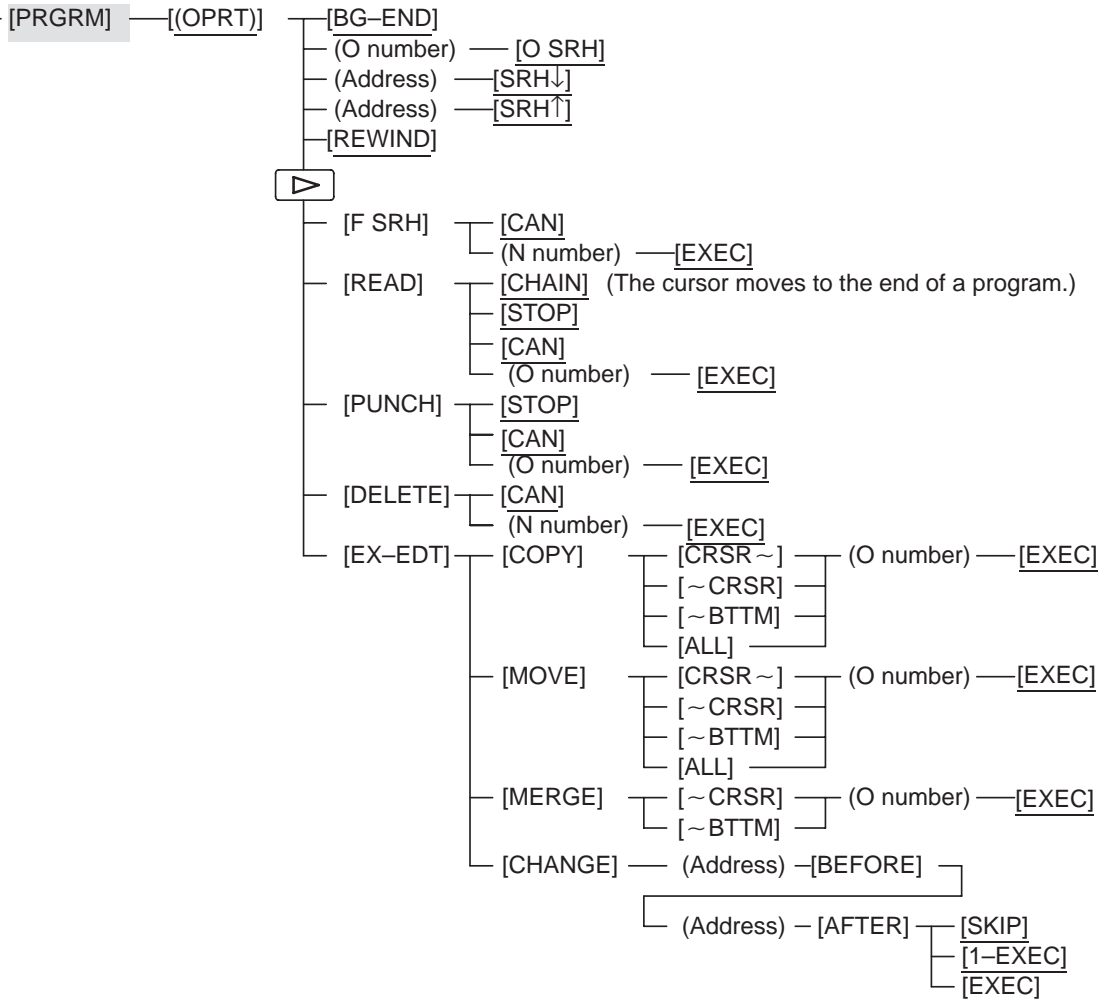 [PRGRM] [(OPRT)] [BG–END]
(O number) [O SRH]
(Address) [SRH↓]
(Address) [SRH↑]
[REWIND]
[F SRH] [CAN]
(N number) [EXEC]
[READ] [CHAIN] (The cursor moves to the end of a program.)
[STOP]
[CAN]
(O number) [EXEC]
[PUNCH] [STOP]
[CAN]
(O number) [EXEC]
[DELETE] [CAN]
(N number) [EXEC]
[EX–EDT] [COPY] [CRSR∼] (O number) [EXEC]
[∼CRSR]
[∼BTTM]
[ALL]
[MOVE] [CRSR∼] (O number) [EXEC]
[∼CRSR]
[∼BTTM]
[ALL]
[MERGE] [∼CRSR] (O number) [EXEC]
[∼BTTM]
[CHANGE] (Address) [BEFORE]
(Address) [AFTER] [SKIP]
[1–EXEC]
[EXEC]